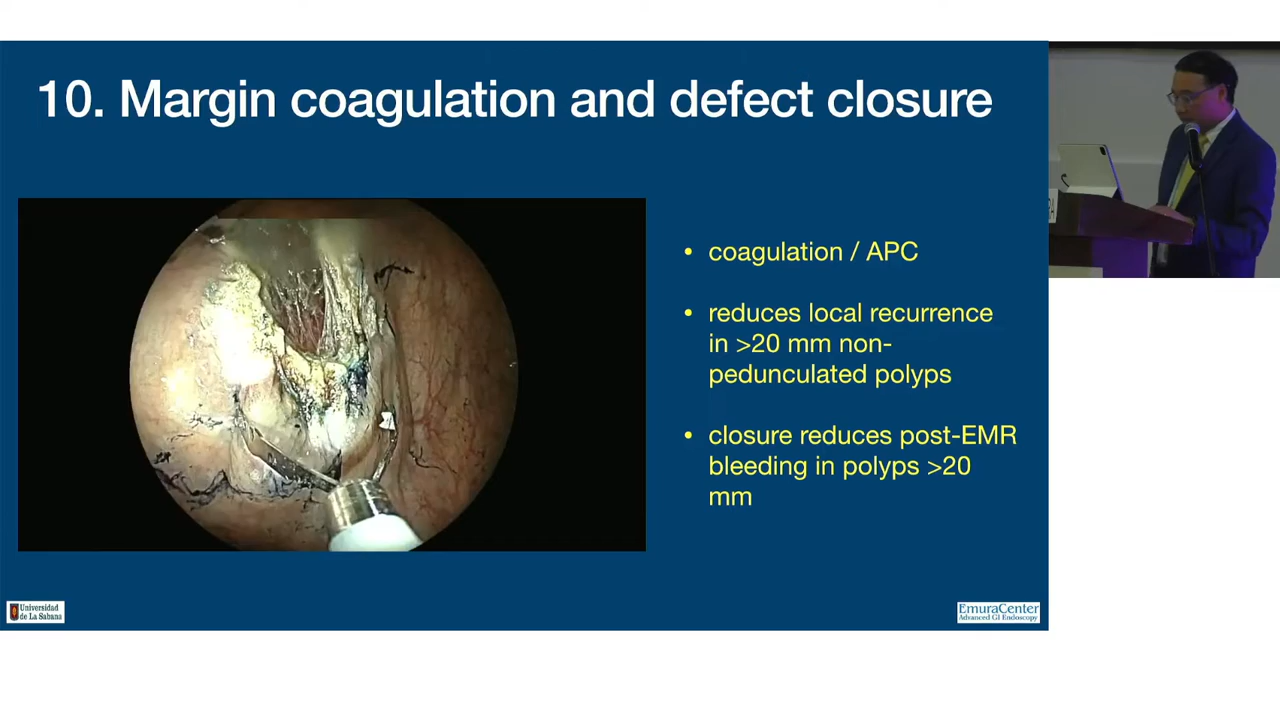 10. Margin coagulation and defect closure
• coagulation / APC
• reduces local recurrence
in >20 mm non-
pedunculated polyps
• closure reduces post-EMR
bleeding in polyps >20
mm
Universidad
de La Sabana
EmuraCenter
Advanced GI Endoscopy